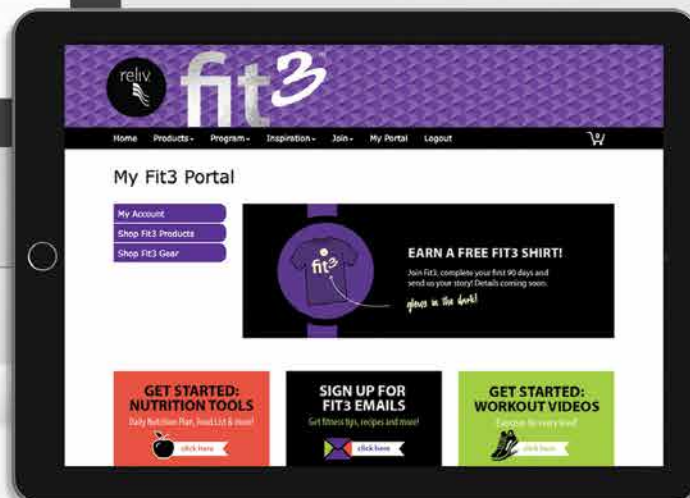 reliv
fit3
Home Products Program Inspiration Join My Portal Logout
0
My Fit3 Portal
My Account
Shop Fit3 Products
Shop Fit3 Gear
fit3
EARN A FREE FIT3 SHIRT!
Join Fit3, complete your first 90 days and
send us your story! Details coming soon.
glows in the dark!
GET STARTED:
NUTRITION TOOLS
Daily Nutrition Plan, Food List & more!
click here
SIGN UP FOR
FIT3 EMAILS
Get fitness tips, recipes and more!
click here
GET STARTED:
WORKOUT VIDEOS
Exercise for every level!
click here